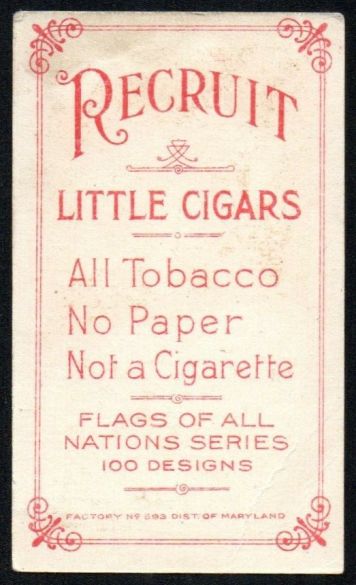 RECRUIT
LITTLE CIGARS
All Tobacco
No Paper
Not a Cigarette
FLAGS OF ALL
NATIONS SERIES
100 DESIGNS
FACTORY Nº 593 DIST. OF MARYLAND